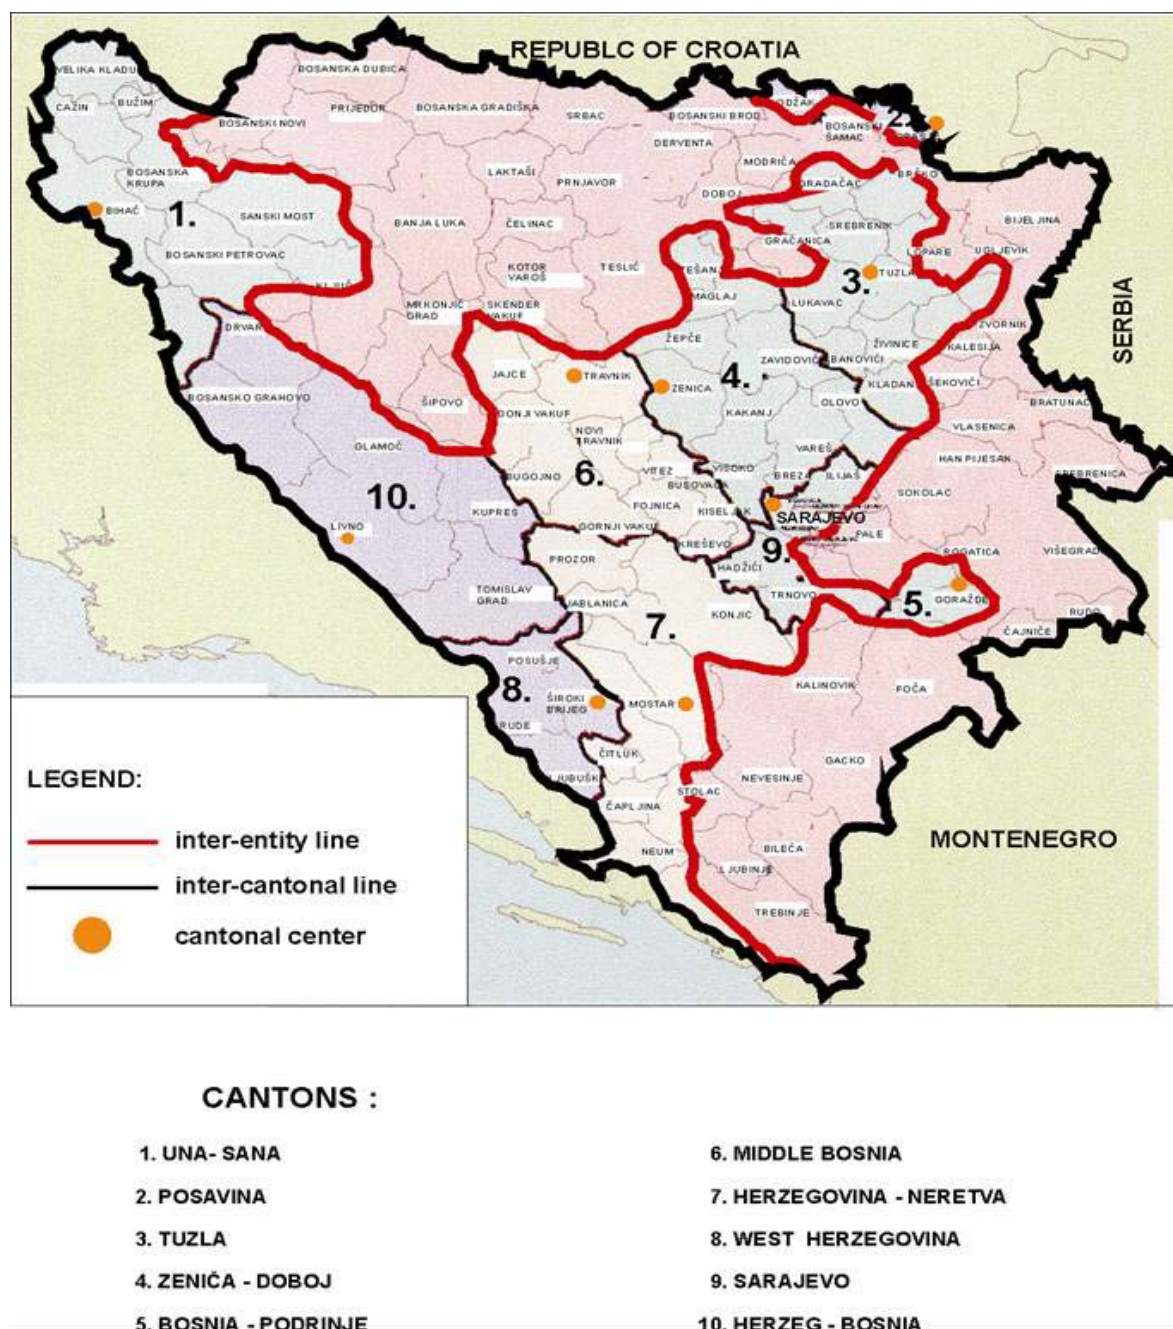 REPUBLC OF CROATIA
BOSANSKA DUBICA
CAZIN
BUŽIM
PRIJEDOR
BOSANSKA GRADIŠKA
SRBAC
BOSANSKI BROD
2.
BOSANSKI NOVI
BOSANSKI
ŠAMAC
DERVENTA
MODRIČA
BRČKO
BOSANSKA
KRUPA
LAKTAŠI
PRNJAVOR
DOBOJ
BIHAĆ
1.
SANSKI MOST
BANJA LUKA
ČELINAC
SREBRENIK
BIJELJINA
GRAČANICA
BOSANSKI PETROVAC
LOPARE
UGLJEVIK
KOTOR
VAROŠ
TESLIĆ
3.
TUZLA
MAGLAJ
LUKAVAC
MRKONJIĆ
GRAD
SKENDER
VAKUF
SERBIA
ZVORNIK
ŽEPČE
ŽIVINICE
KALESIJA
JAJCE
TRAVNIK
ZENICA
4.
ZAVIDOVIĆ
BANOVIĆI
KLADAN
ŠEKOVIĆI
BOSANSKO GRAHOVO
ŠIPOVO
DONJI VAKUF
KAKANJ
OLOVO
BRATUNAC
NOVI
TRAVNIK
VLASENICA
GLAMOČ
VAREŠ
HAN PIJESAK
6.
VITEZ
VISOKO
BREZA
ILIJAŠ
SREBRENICA
BUGOJNO
BUSOVAČA
10.
SOKOLAC
KUPRES
FOJNICA
KISELJAK
SARAJEVO
LIVNO
GORNJI VAKUF
PALE
KREŠEVO
9.
ROGATICA
VIŠEGRAD
PROZOR
HADŽIĆI
TOMISLAV
GRAD
JABLANICA
TRNOVO
5.
GORAŽDE
KONJIC
RUDO
7.
ČAJNIČE
POSUŠJE
KALINOVIK
FOČA
8.
ŠIROKI
BRIJEG
MOSTAR
ČITLUK
GACKO
NEVESINJE
STOLAC
ČAPLJINA
MONTENEGRO
NEUM
BILEĆA
LJUBINJE
TREBINJE
LEGEND:
inter-entity line
inter-cantonal line
cantonal center
CANTONS :
1. UNA- SANA
2. POSAVINA
3. TUZLA
4. ZENIČA - DOBOJ
5. BOSNIA - PODRINJE
6. MIDDLE BOSNIA
7. HERZEGOVINA - NERETVA
8. WEST HERZEGOVINA
9. SARAJEVO
10. HERZEG - BOSNIA